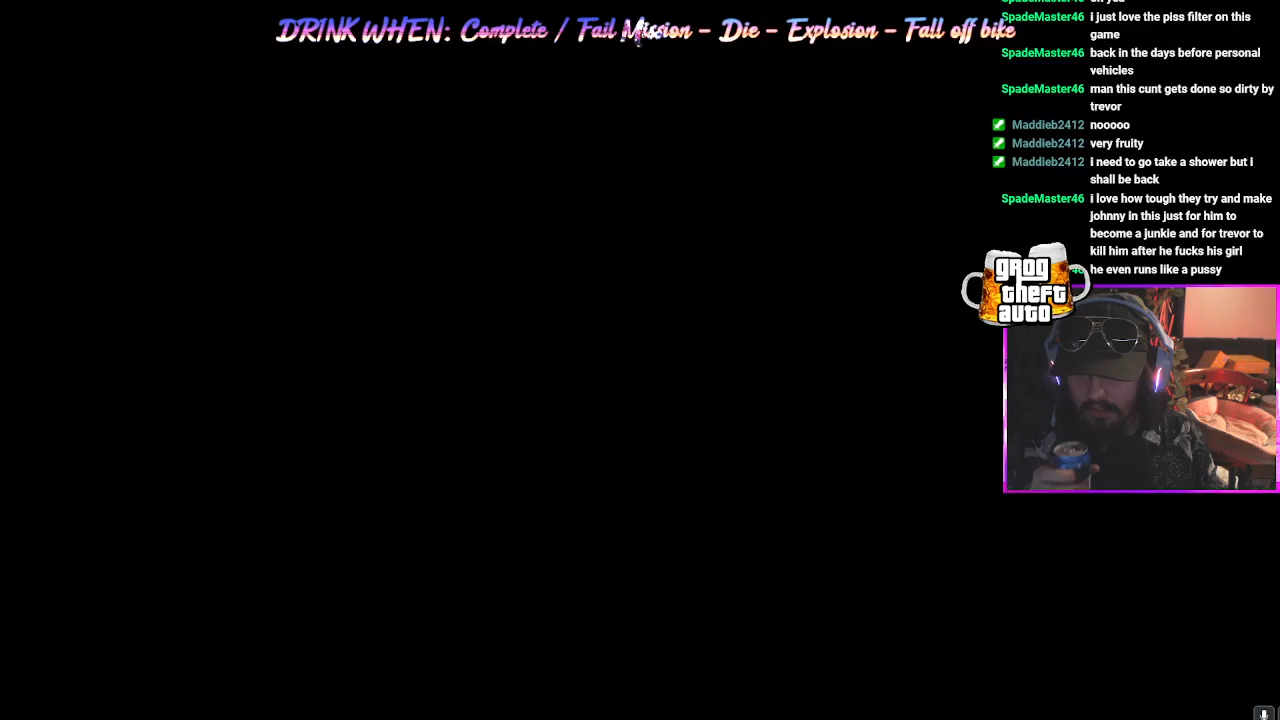 DRINK WHEN: Complete / Fail Mission - Die - Explosion - Fall off bike
SpadeMaster46 i just love the piss filter on this
game
SpadeMaster46 back in the days before personal
vehicles
SpadeMaster46 man this cunt gets done so dirty by
trevor
Maddieb2412 nooooo
Maddieb2412 very fruity
Maddieb2412 i need to go take a shower but i
shall be back
SpadeMaster46 i love how tough they try and make
johnny in this just for him to
become a junkie and for trevor to
kill him after he fucks his girl
he even runs like a pussy
grog
theft
auto